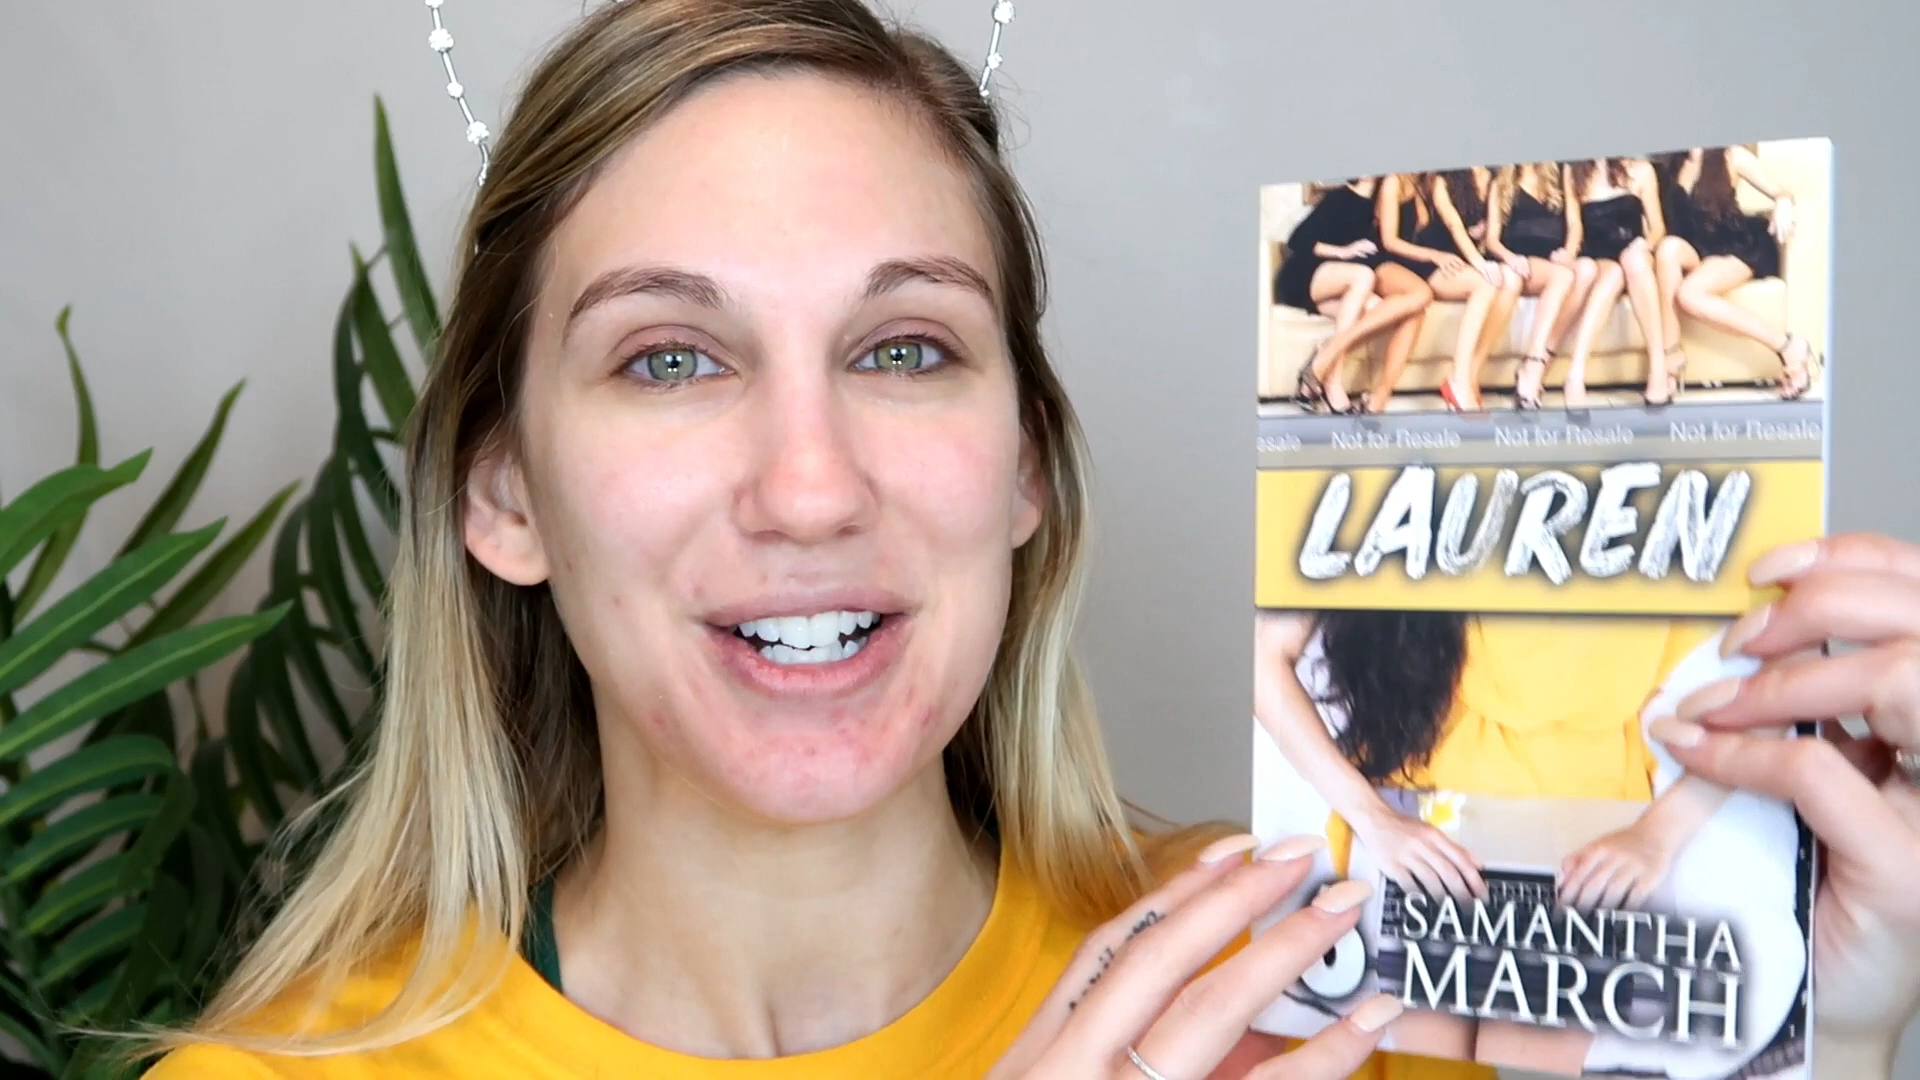 esale Not for Resale Not for Resale Not for Resale
LAUREN
SAMANTHA
MARCH